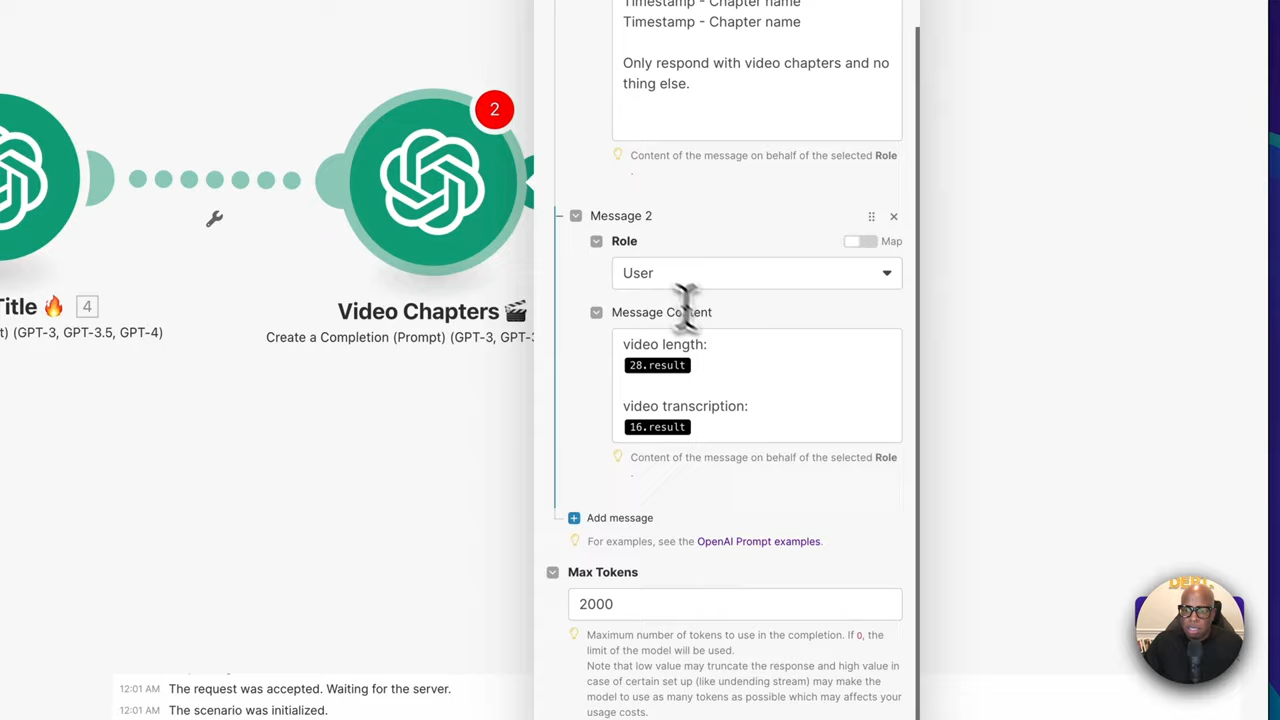 Timestamp - Chapter name
Timestamp - Chapter name
Only respond with video chapters and no
thing else.
Content of the message on behalf of the selected Role
.
Message 2
Role
Map
User
Message Content
video length:
28.result
video transcription:
16.result
Content of the message on behalf of the selected Role
.
Add message
For examples, see the OpenAI Prompt examples.
Max Tokens
2000
Maximum number of tokens to use in the completion. If 0, the
limit of the model will be used.
Note that low value may truncate the response and high value in
case of certain set up (like undending stream) may make the
model to use as many tokens as possible which may affects your
usage costs.
2
Title 🔥 4
t) (GPT-3, GPT-3.5, GPT-4)
Video Chapters 🎬
Create a Completion (Prompt) (GPT-3, GPT-3
12:01 AM The request was accepted. Waiting for the server.
12:01 AM The scenario was initialized.
DEPT.